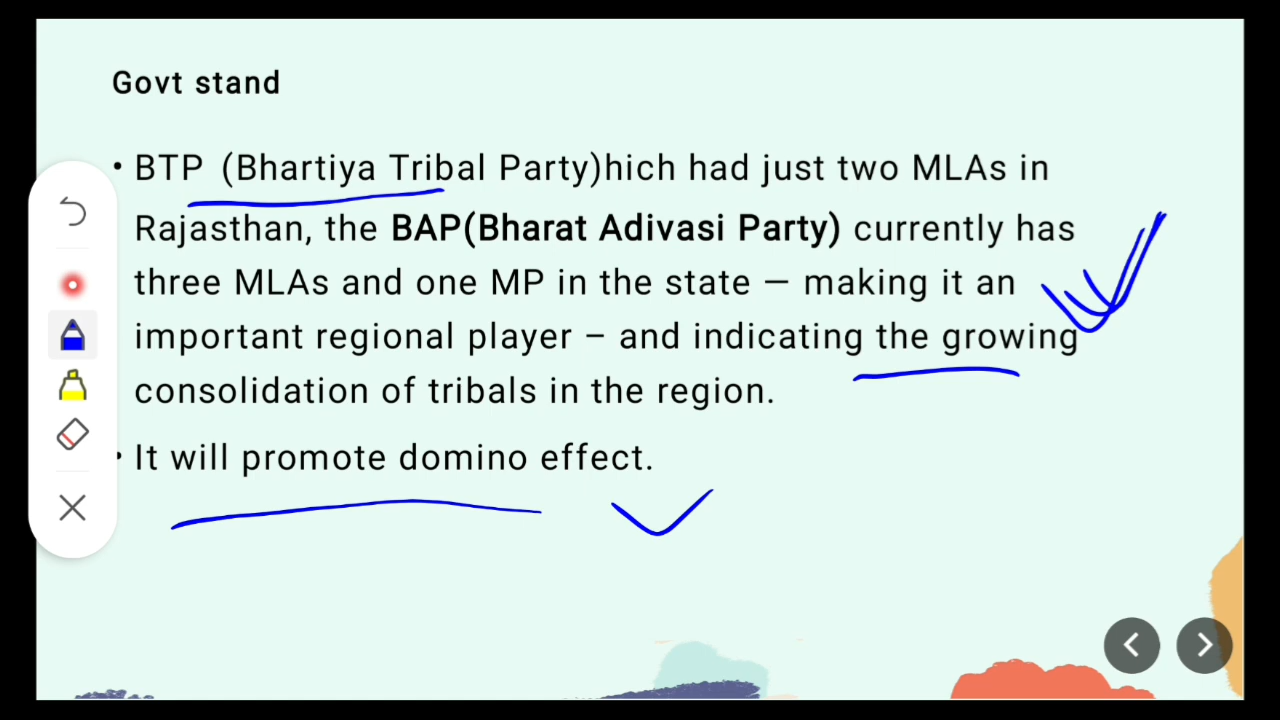 Govt stand
• BTP (Bhartiya Tribal Party)hich had just two MLAs in
Rajasthan, the BAP(Bharat Adivasi Party) currently has
three MLAs and one MP in the state — making it an
important regional player – and indicating the growing
consolidation of tribals in the region.
• It will promote domino effect.